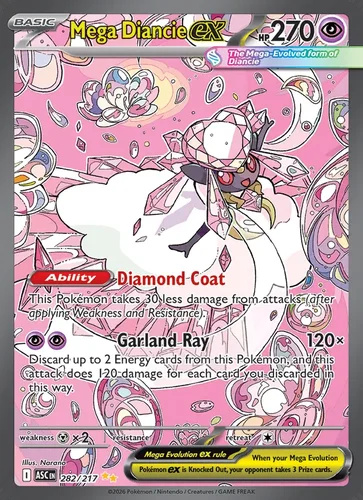 BASIC Mega Diancie ex HP 270
The Mega-Evolved form of
Diancie
Ability Diamond Coat
This Pokémon takes 30 less damage from attacks (after
applying Weakness and Resistance).
Garland Ray 120×
Discard up to 2 Energy cards from this Pokémon, and this
attack does 120 damage for each card you discarded in
this way.
weakness ×2 resistance retreat
Illus. Narano
Mega Evolution ex rule When your Mega Evolution
Pokémon ex is Knocked Out, your opponent takes 3 Prize cards.
I ASC EN 282/217
©2026 Pokémon / Nintendo / Creatures / GAME FREAK